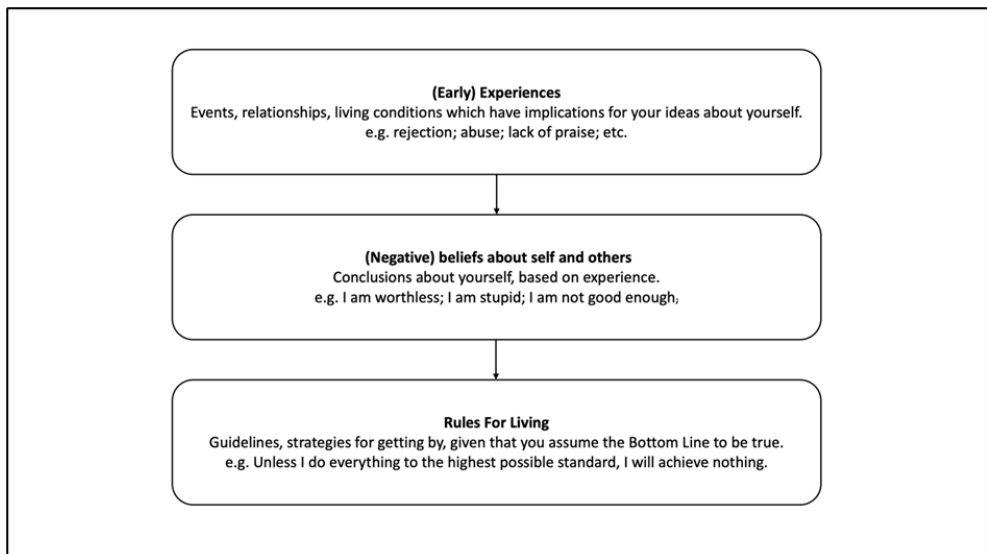 (Early) Experiences
Events, relationships, living conditions which have implications for your ideas about yourself.
e.g. rejection; abuse; lack of praise; etc.
(Negative) beliefs about self and others
Conclusions about yourself, based on experience.
e.g. I am worthless; I am stupid; I am not good enough;
Rules For Living
Guidelines, strategies for getting by, given that you assume the Bottom Line to be true.
e.g. Unless I do everything to the highest possible standard, I will achieve nothing.